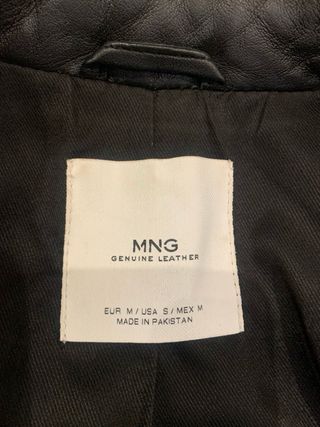 MNG
GENUINE LEATHER
EUR M / USA S / MEX M
MADE IN PAKISTAN